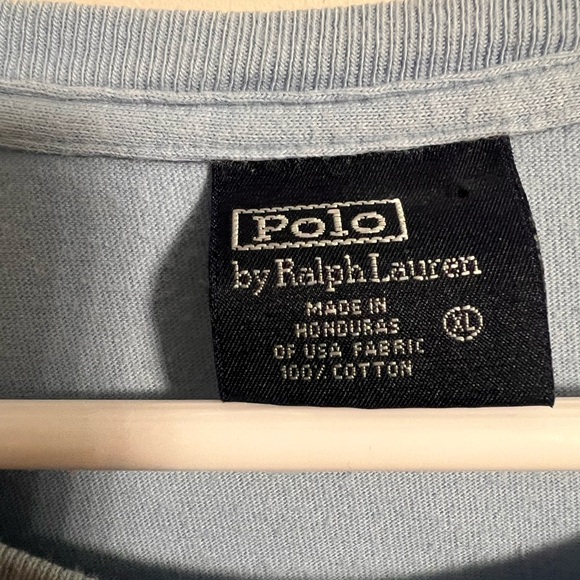 Polo
by Ralph Lauren
MADE IN
HONDURAS
OF USA FABRIC
100% COTTON
XL